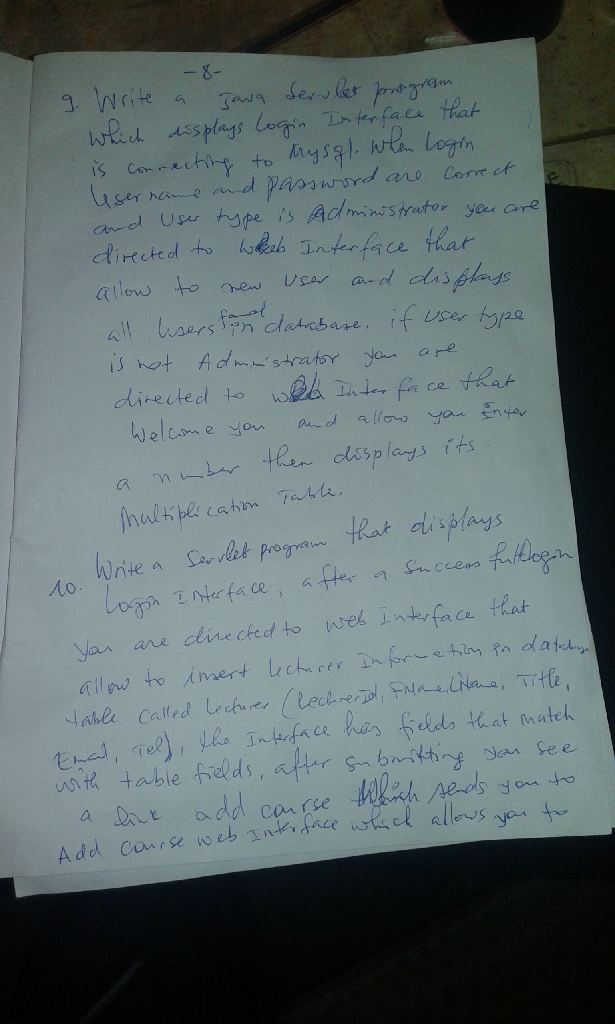 -8-
9. Write a Java Servlet program
which displays Login Interface that
is connecting to Mysql. When Login
Username and password are correct
and User type is Administrator you are
directed to web Interface that
allow to new user and displays
all Users found in database. if User type
is not Administrator you are
directed to web Interface that
Welcome you and allow you Enter
a number then displays its
Multiplication Table.
10. Write a Servlet program that displays
Login Interface, after a Successful Login
you are directed to web Interface that
allow to insert lecturer Information in database
table called lecturer (lecturerId, FName, LName, Title,
Email, Tel), the Interface has fields that match
with table fields, after submitting you see
a link add course which sends you to
Add course web Interface which allows you to